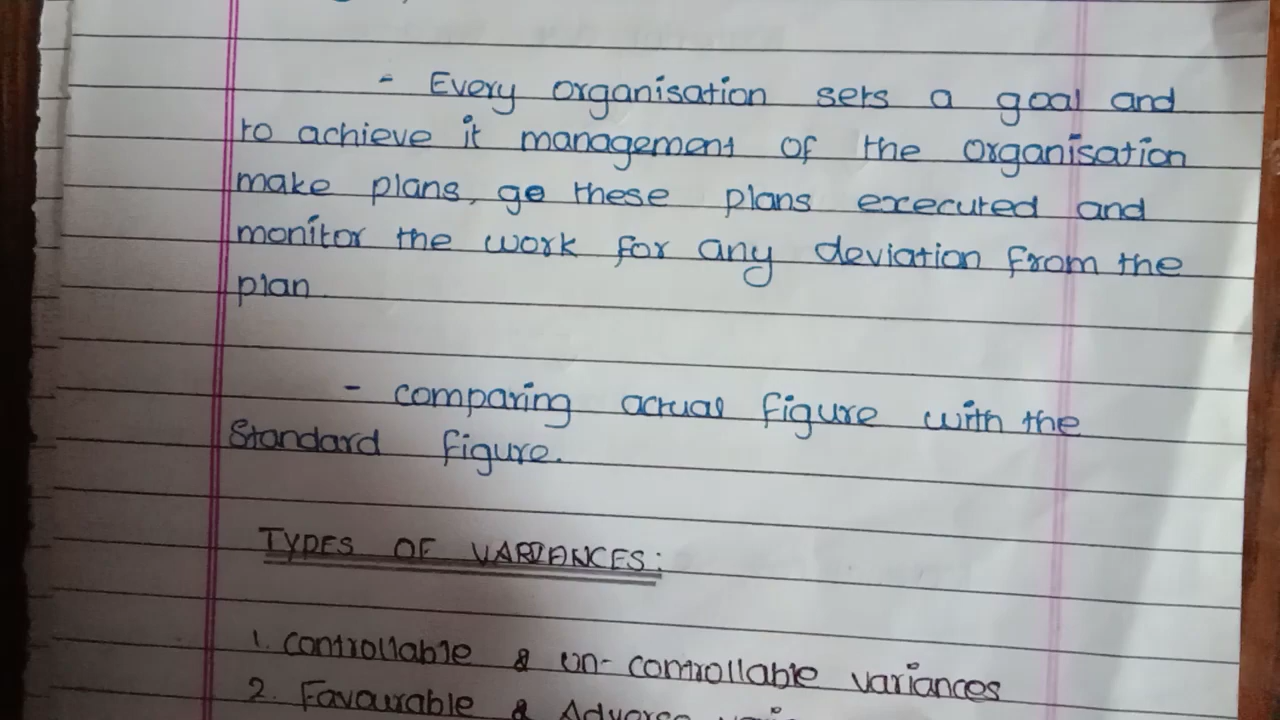 - Every organisation sets a goal and
to achieve it management of the organisation
make plans, ge these plans executed and
monitor the work for any deviation from the
plan
- comparing actual figure with the
Standard figure.
TYPES OF VARIANCES:
1. Controllable & un-controllable variances
2. Favourable & Adverse